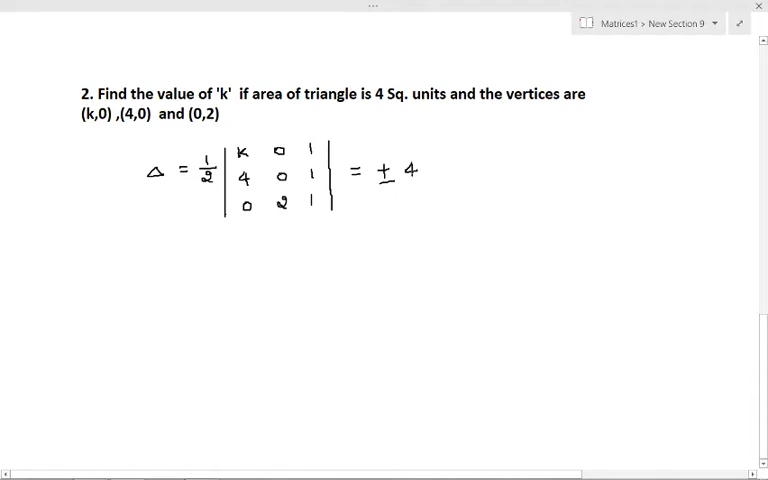 Matrices1 > New Section 9
2. Find the value of 'k' if area of triangle is 4 Sq. units and the vertices are
(k,0) ,(4,0) and (0,2)
Δ = 1/2 | K 0 1 | = ± 4
| 4 0 1 |
| 0 2 1 |